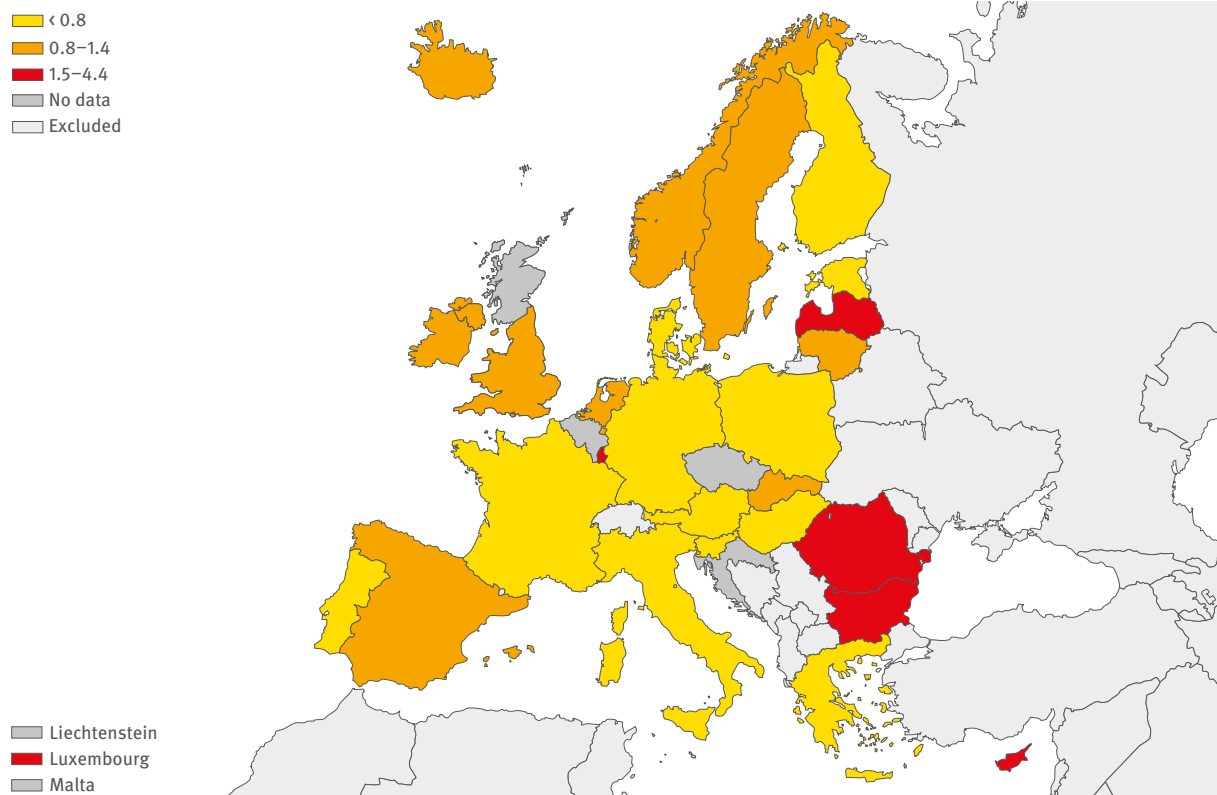 < 0.8
0.8–1.4
1.5–4.4
No data
Excluded
Liechtenstein
Luxembourg
Malta